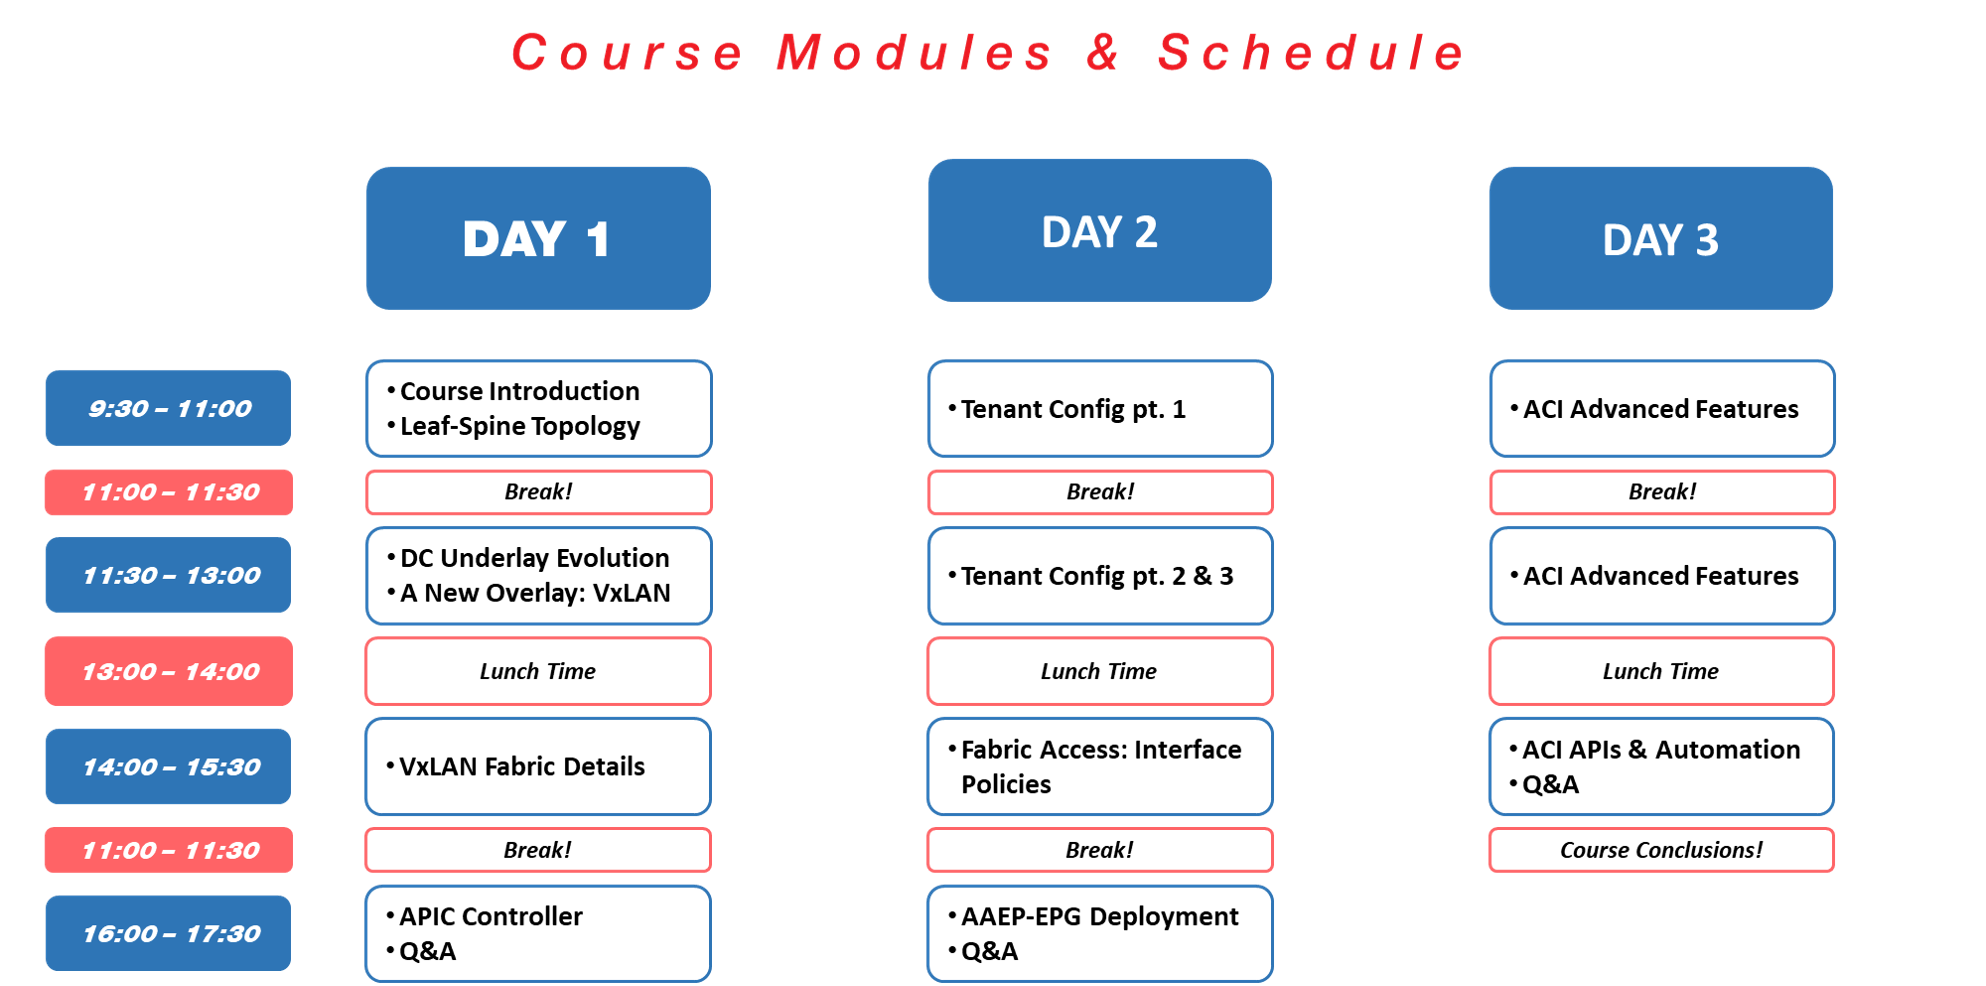 Course Modules & Schedule
DAY 1
DAY 2
DAY 3
9:30 – 11:00
• Course Introduction
• Leaf-Spine Topology
• Tenant Config pt. 1
• ACI Advanced Features
11:00 – 11:30
Break!
Break!
Break!
11:30 – 13:00
• DC Underlay Evolution
• A New Overlay: VxLAN
• Tenant Config pt. 2 & 3
• ACI Advanced Features
13:00 – 14:00
Lunch Time
Lunch Time
Lunch Time
14:00 – 15:30
• VxLAN Fabric Details
• Fabric Access: Interface
Policies
• ACI APIs & Automation
• Q&A
11:00 – 11:30
Break!
Break!
Course Conclusions!
16:00 – 17:30
• APIC Controller
• Q&A
• AAEP-EPG Deployment
• Q&A